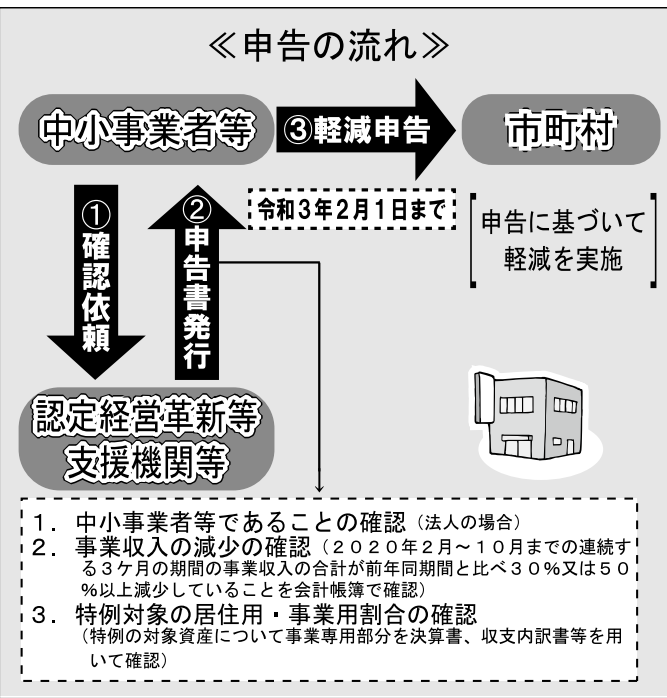 ≪申告の流れ≫
中小事業者等
③軽減申告
市町村
令和3年2月1日まで
申告に基づいて
軽減を実施
①確認依頼
②申告書発行
認定経営革新等
支援機関等
1．中小事業者等であることの確認（法人の場合）
2．事業収入の減少の確認（2020年2月～10月までの連続す
る3ケ月の期間の事業収入の合計が前年同期間と比べ30％又は50
％以上減少していることを会計帳簿で確認）
3．特例対象の居住用・事業用割合の確認
（特例の対象資産について事業専用部分を決算書、収支内訳書等を用
いて確認）